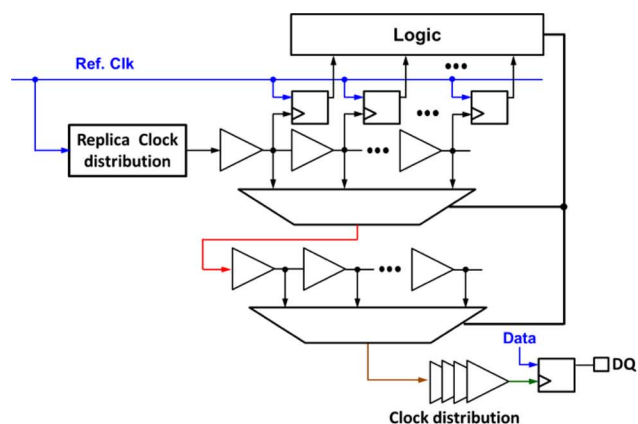 Logic
Ref. Clk
Replica Clock
distribution
Data
DQ
Clock distribution